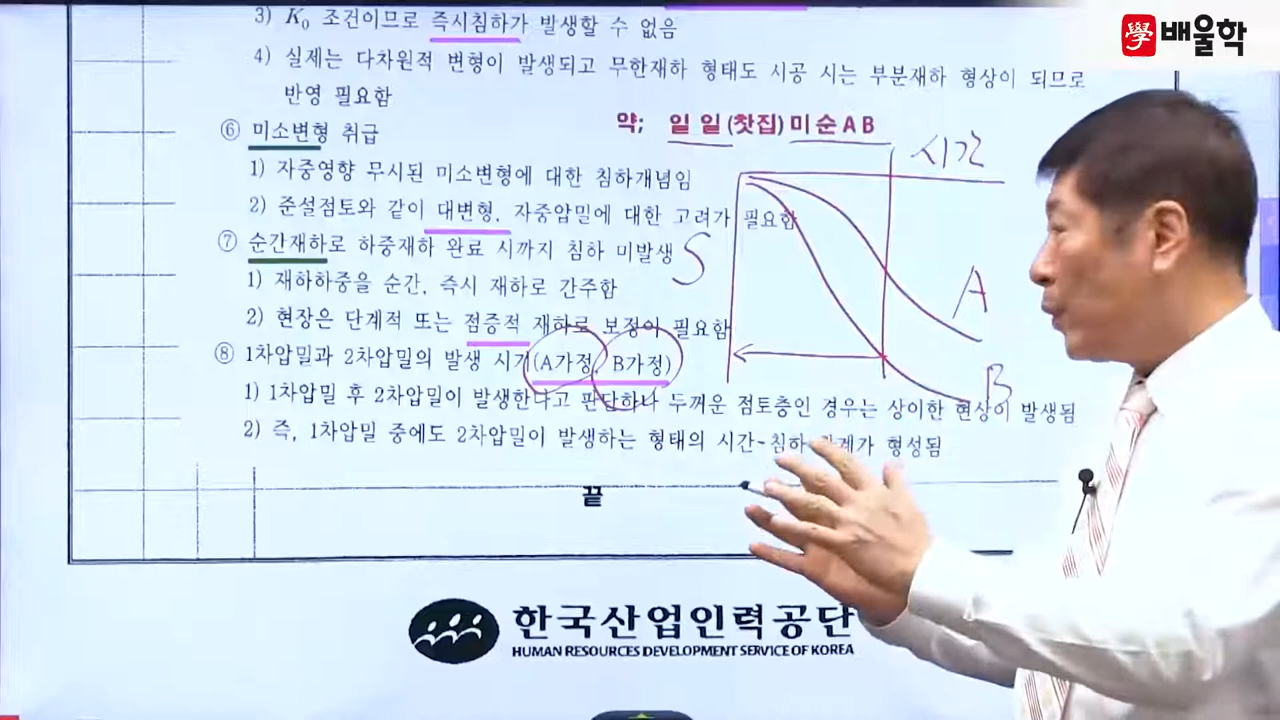 學 배울학
3) K₀ 조건이므로 즉시침하가 발생할 수 없음
4) 실제는 다차원적 변형이 발생되고 무한재하 형태도 시공 시는 부분재하 형상이 되므로
반영 필요함
⑥ 미소변형 취급
약; 일 일 (찻집) 미 순 A B
시간
1) 자중영향 무시된 미소변형에 대한 침하개념임
2) 준설점토와 같이 대변형, 자중압밀에 대한 고려가 필요함
⑦ 순간재하로 하중재하 완료 시까지 침하 미발생
S
1) 재하하중을 순간, 즉시 재하로 간주함
A
2) 현장은 단계적 또는 점증적 재하로 보정이 필요함
⑧ 1차압밀과 2차압밀의 발생 시기(A가정, B가정)
B
1) 1차압밀 후 2차압밀이 발생한다고 판단하나 두꺼운 점토층인 경우는 상이한 현상이 발생됨
2) 즉, 1차압밀 중에도 2차압밀이 발생하는 형태의 시간-침하 관계가 형성됨
끝
한국산업인력공단
HUMAN RESOURCES DEVELOPMENT SERVICE OF KOREA